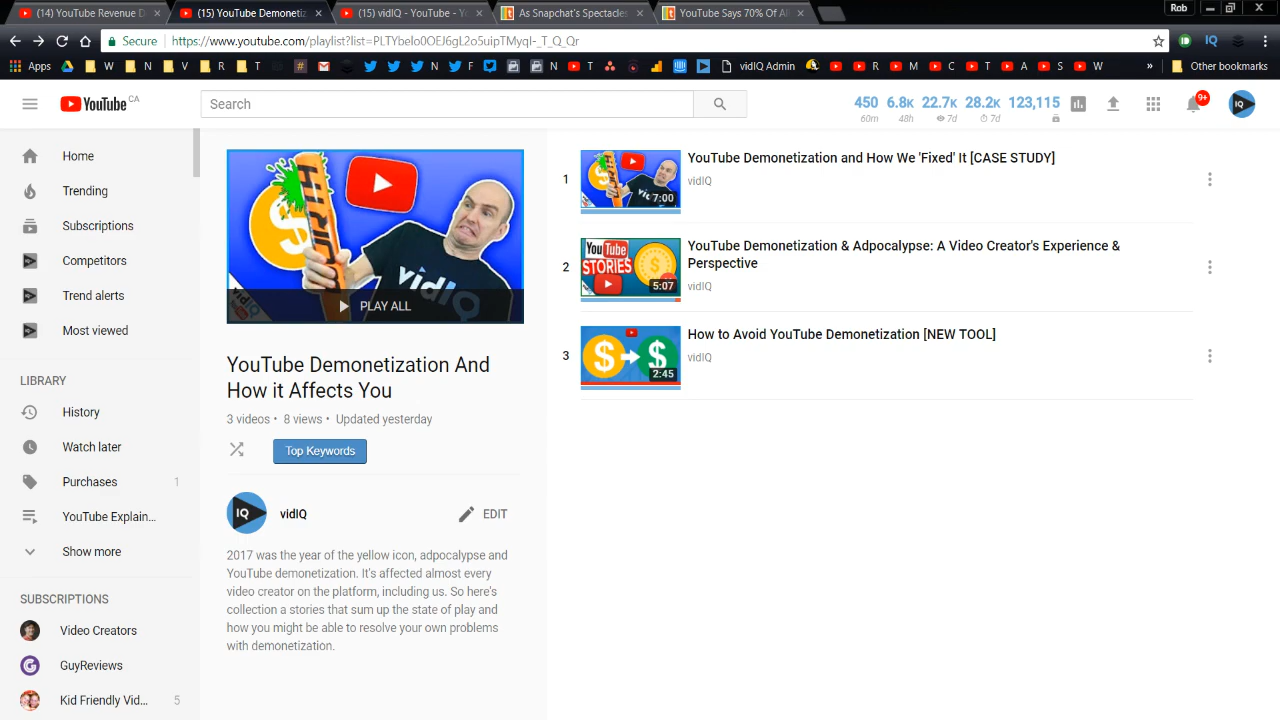 (14) YouTube Revenue D
(15) YouTube Demonetiz
(15) vidIQ - YouTube - Y
As Snapchat's Spectacles
YouTube Says 70% Of Al
Rob
Secure
https://www.youtube.com/playlist?list=PLTYbelo0OEJ6gL2o5uipTMyqI-_T_Q_Qr
IQ
Apps W N V R T T N F N T vidIQ Admin R M C T A S W » Other bookmarks
YouTube CA
Search
450 6.8K 22.7K 28.2K 123,115
60m 48h 7d 7d
9+
IQ
Home
Trending
Subscriptions
Competitors
Trend alerts
Most viewed
LIBRARY
History
Watch later
Purchases 1
YouTube Explain...
Show more
SUBSCRIPTIONS
Video Creators
GuyReviews
Kid Friendly Vid... 5
vidIQ
PLAY ALL
YouTube Demonetization And
How it Affects You
3 videos • 8 views • Updated yesterday
Top Keywords
IQ
vidIQ
EDIT
2017 was the year of the yellow icon, adpocalypse and
YouTube demonetization. It's affected almost every
video creator on the platform, including us. So here's
collection a stories that sum up the state of play and
how you might be able to resolve your own problems
with demonetization.
1
7:00
YouTube Demonetization and How We 'Fixed' It [CASE STUDY]
vidIQ
2
YouTube
STORIES
5:07
YouTube Demonetization & Adpocalypse: A Video Creator's Experience &
Perspective
vidIQ
3
2:45
How to Avoid YouTube Demonetization [NEW TOOL]
vidIQ